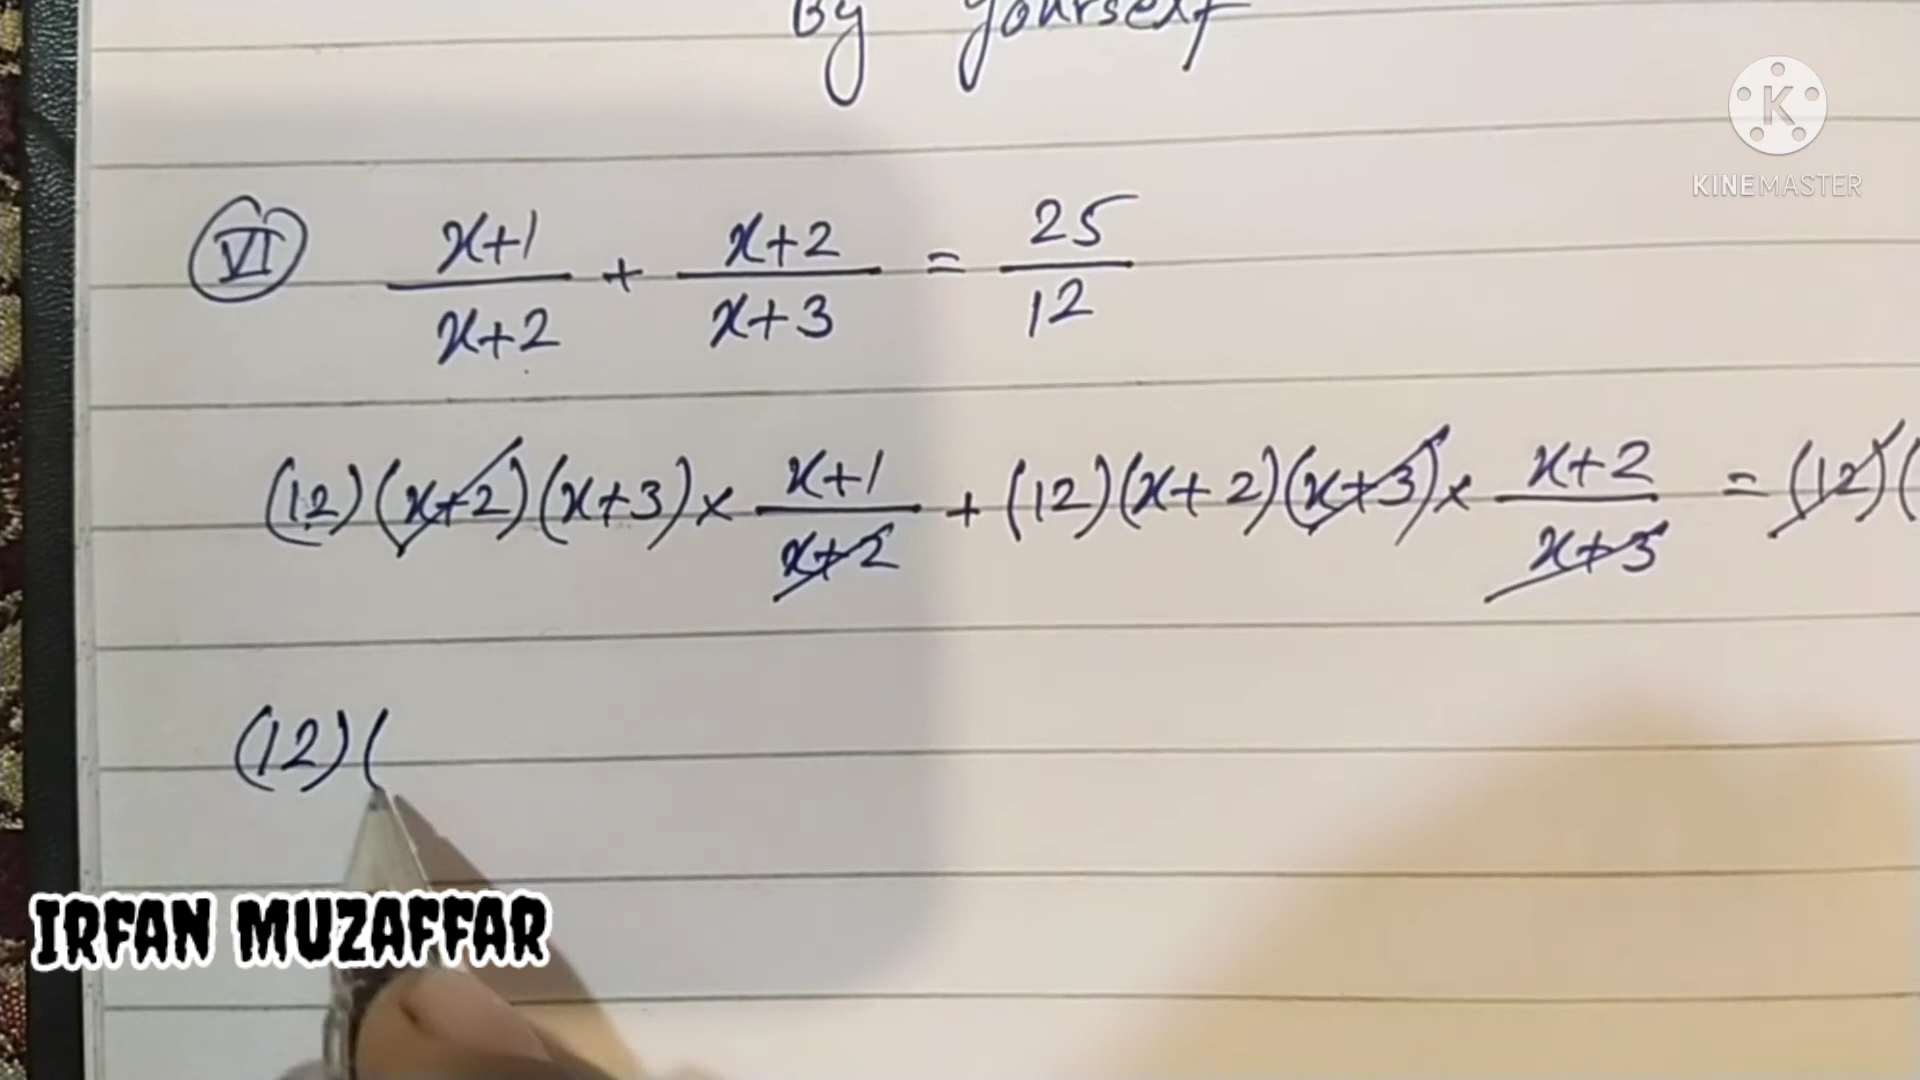 By yourself
KINEMASTER
VI x+1/x+2 + x+2/x+3 = 25/12
(12)(x+2)(x+3) × x+1/x+2 + (12)(x+2)(x+3) × x+2/x+3 = (12)(
(12)(
IRFAN MUZAFFAR